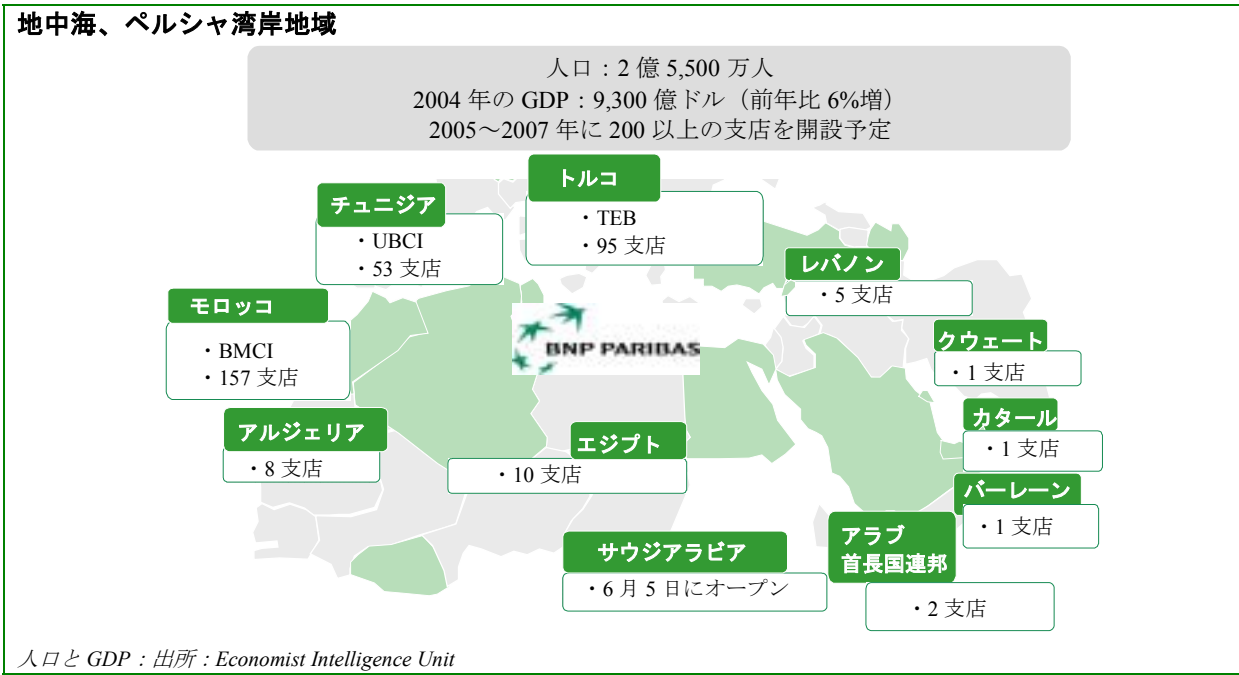 地中海、ペルシャ湾岸地域
人口：2 億 5,500 万人
2004 年の GDP：9,300 億ドル（前年比 6%増）
2005～2007 年に 200 以上の支店を開設予定
トルコ
・TEB
・95 支店
チュニジア
・UBCI
・53 支店
レバノン
・5 支店
モロッコ
・BMCI
・157 支店
BNP PARIBAS
クウェート
・1 支店
アルジェリア
・8 支店
エジプト
・10 支店
カタール
・1 支店
バーレーン
・1 支店
サウジアラビア
・6 月 5 日にオープン
アラブ
首長国連邦
・2 支店
人口と GDP：出所：Economist Intelligence Unit